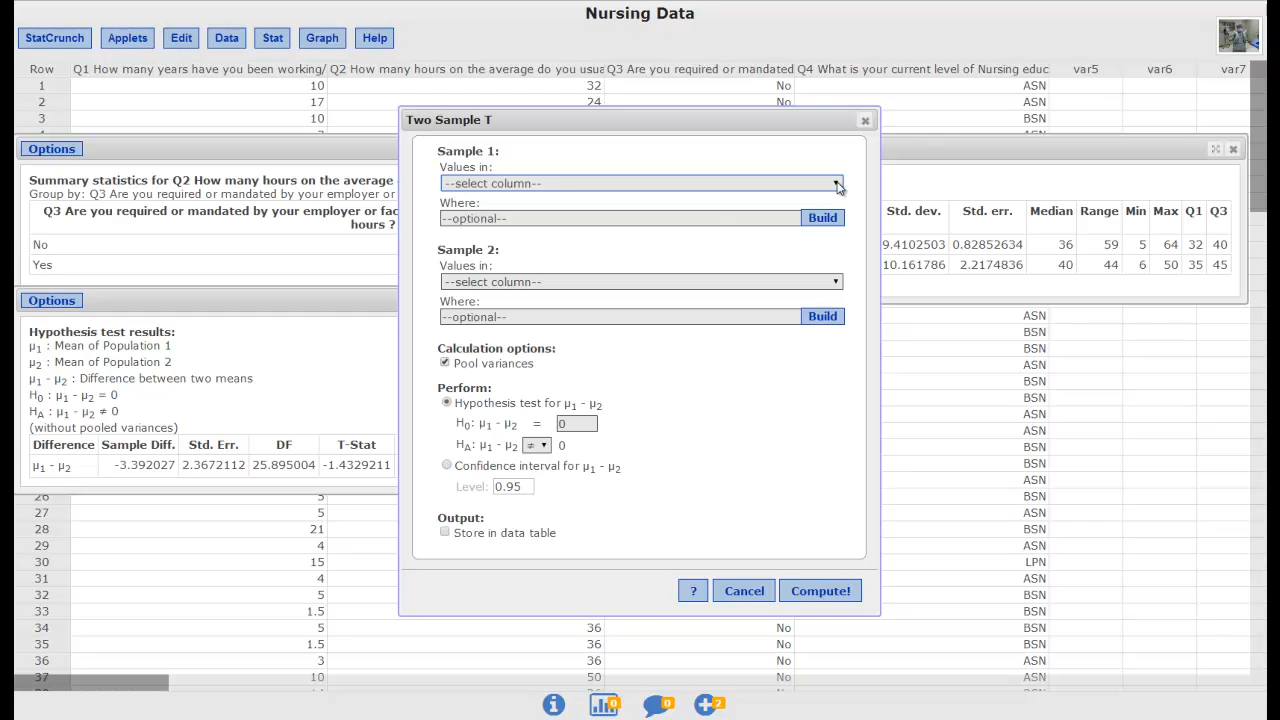 Nursing Data
StatCrunch Applets Edit Data Stat Graph Help
Row Q1 How many years have you been working/ Q2 How many hours on the average do you usua Q3 Are you required or mandated Q4 What is your current level of Nursing educ var5 var6 var7
1 10 32 No ASN
2 17 24 No ASN
3 10 BSN
Options
Summary statistics for Q2 How many hours on the average
Group by: Q3 Are you required or mandated by your employer or
Q3 Are you required or mandated by your employer or fac
hours ?
Std. dev. Std. err. Median Range Min Max Q1 Q3
No 9.4102503 0.82852634 36 59 5 64 32 40
Yes 10.161786 2.2174836 40 44 6 50 35 45
Options
Hypothesis test results:
μ1 : Mean of Population 1
μ2 : Mean of Population 2
μ1 - μ2 : Difference between two means
H0 : μ1 - μ2 = 0
HA : μ1 - μ2 ≠ 0
(without pooled variances)
Difference Sample Diff. Std. Err. DF T-Stat
μ1 - μ2 -3.392027 2.3672112 25.895004 -1.4329211
Two Sample T
Sample 1:
Values in:
--select column--
Where:
--optional-- Build
Sample 2:
Values in:
--select column--
Where:
--optional-- Build
Calculation options:
Pool variances
Perform:
Hypothesis test for μ1 - μ2
H0: μ1 - μ2 = 0
HA: μ1 - μ2 ≠ 0
Confidence interval for μ1 - μ2
Level: 0.95
Output:
Store in data table
? Cancel Compute!
ASN
BSN
BSN
ASN
BSN
BSN
ASN
ASN
BSN
ASN
BSN
26 5 BSN
27 5 ASN
28 21 BSN
29 4 ASN
30 15 LPN
31 4 ASN
32 5 BSN
33 1.5 BSN
34 5 36 No BSN
35 1.5 36 No BSN
36 3 36 No ASN
37 10 50 No ASN
0 0 2